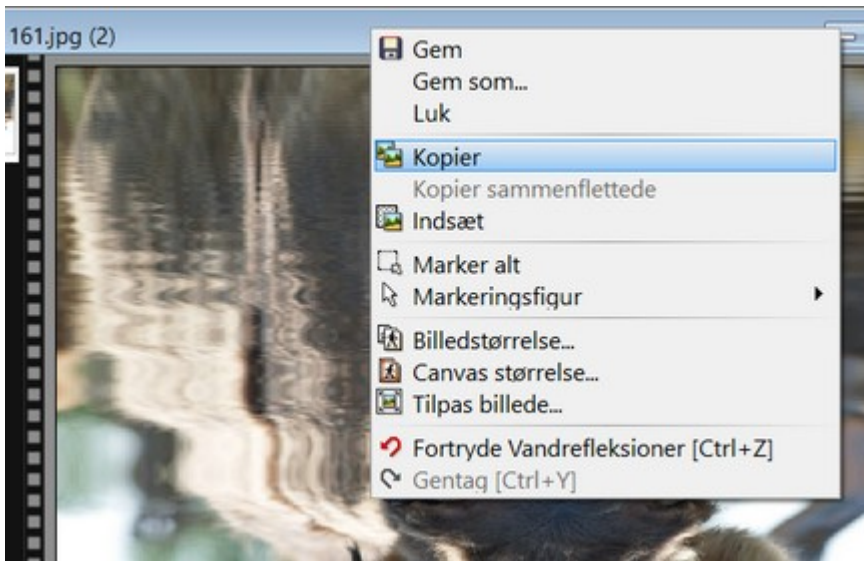 161.jpg (2)
Gem
Gem som...
Luk
Kopier
Kopier sammenflettede
Indsæt
Marker alt
Markeringsfigur
Billedstørrelse...
Canvas størrelse...
Tilpas billede...
Fortryde Vandrefleksioner [Ctrl+Z]
Gentag [Ctrl+Y]